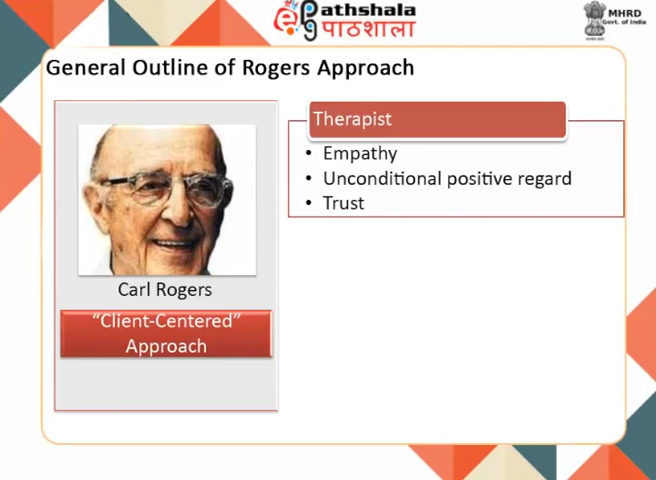 ePathshala
पाठशाला
MHRD
Govt. of India
General Outline of Rogers Approach
Therapist
• Empathy
• Unconditional positive regard
• Trust
Carl Rogers
“Client-Centered”
Approach